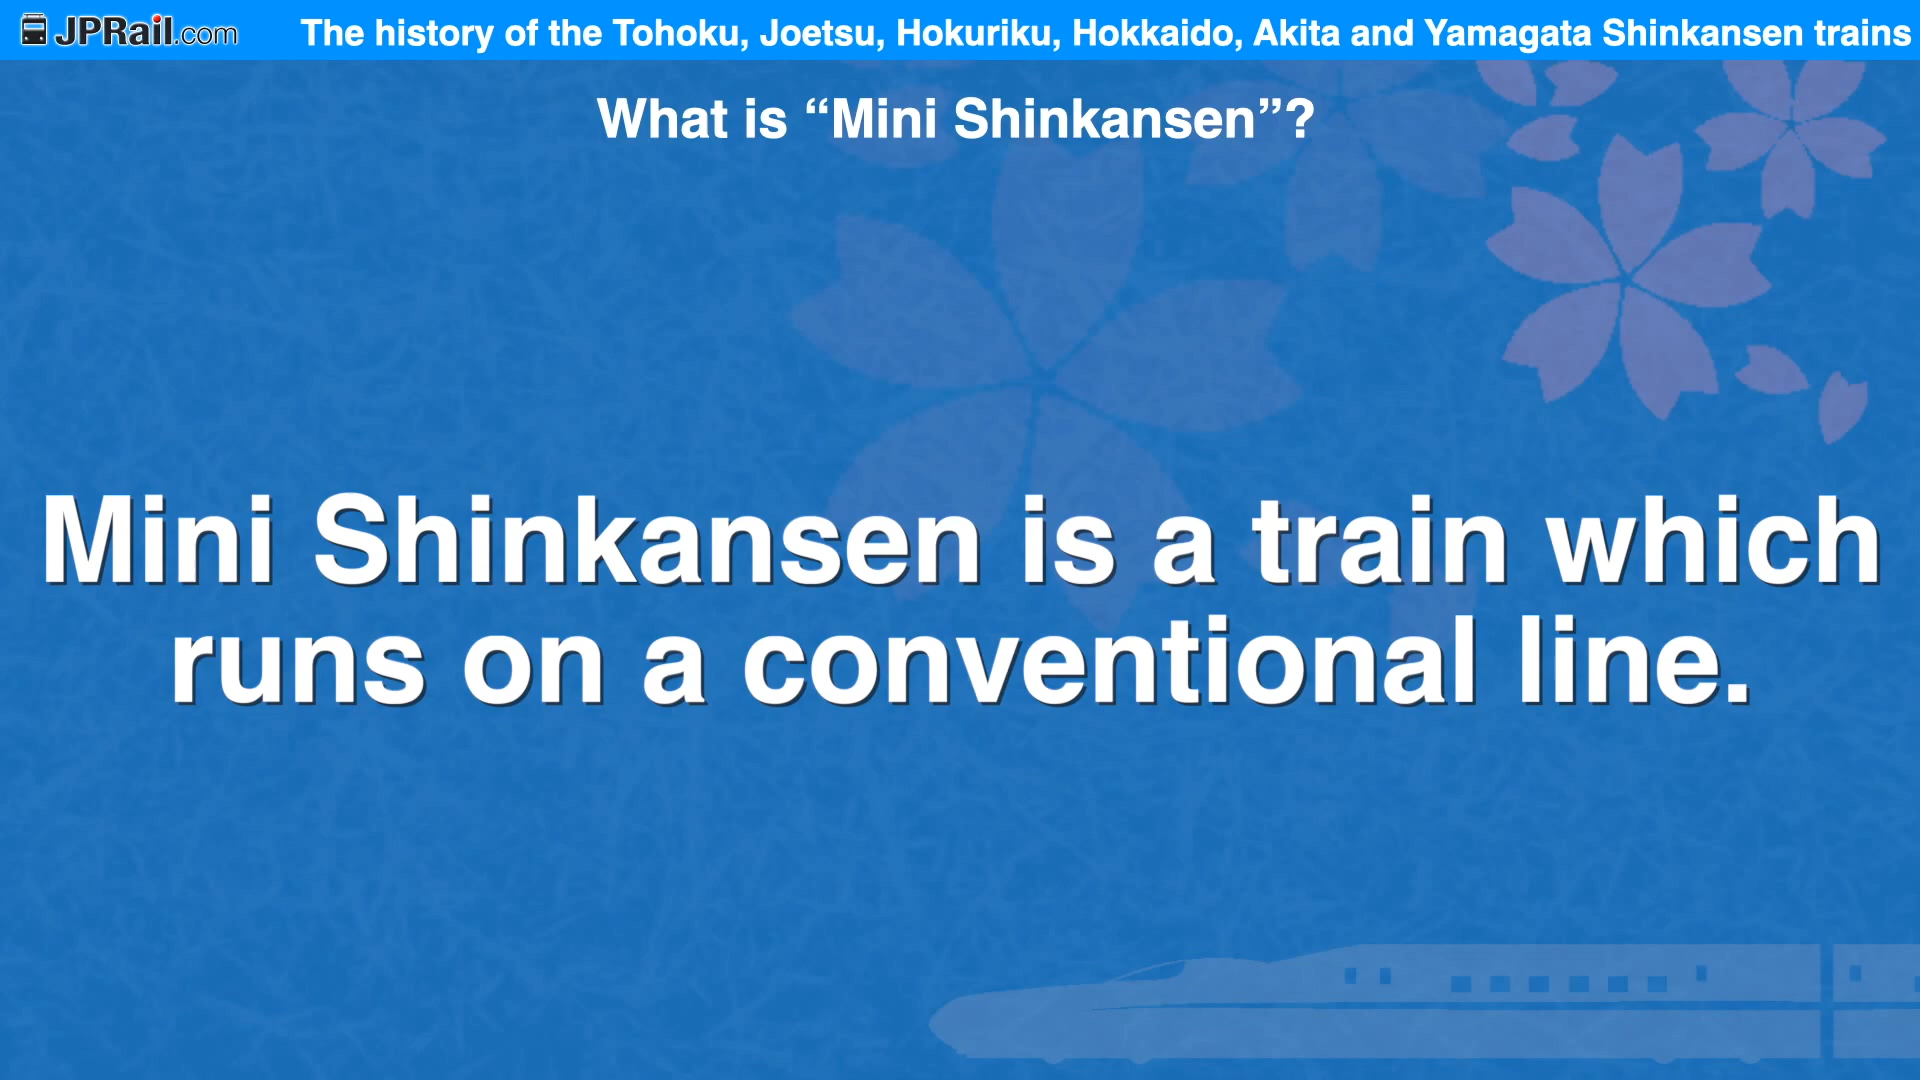 JPRail.com
The history of the Tohoku, Joetsu, Hokuriku, Hokkaido, Akita and Yamagata Shinkansen trains
What is “Mini Shinkansen”?
Mini Shinkansen is a train which
runs on a conventional line.